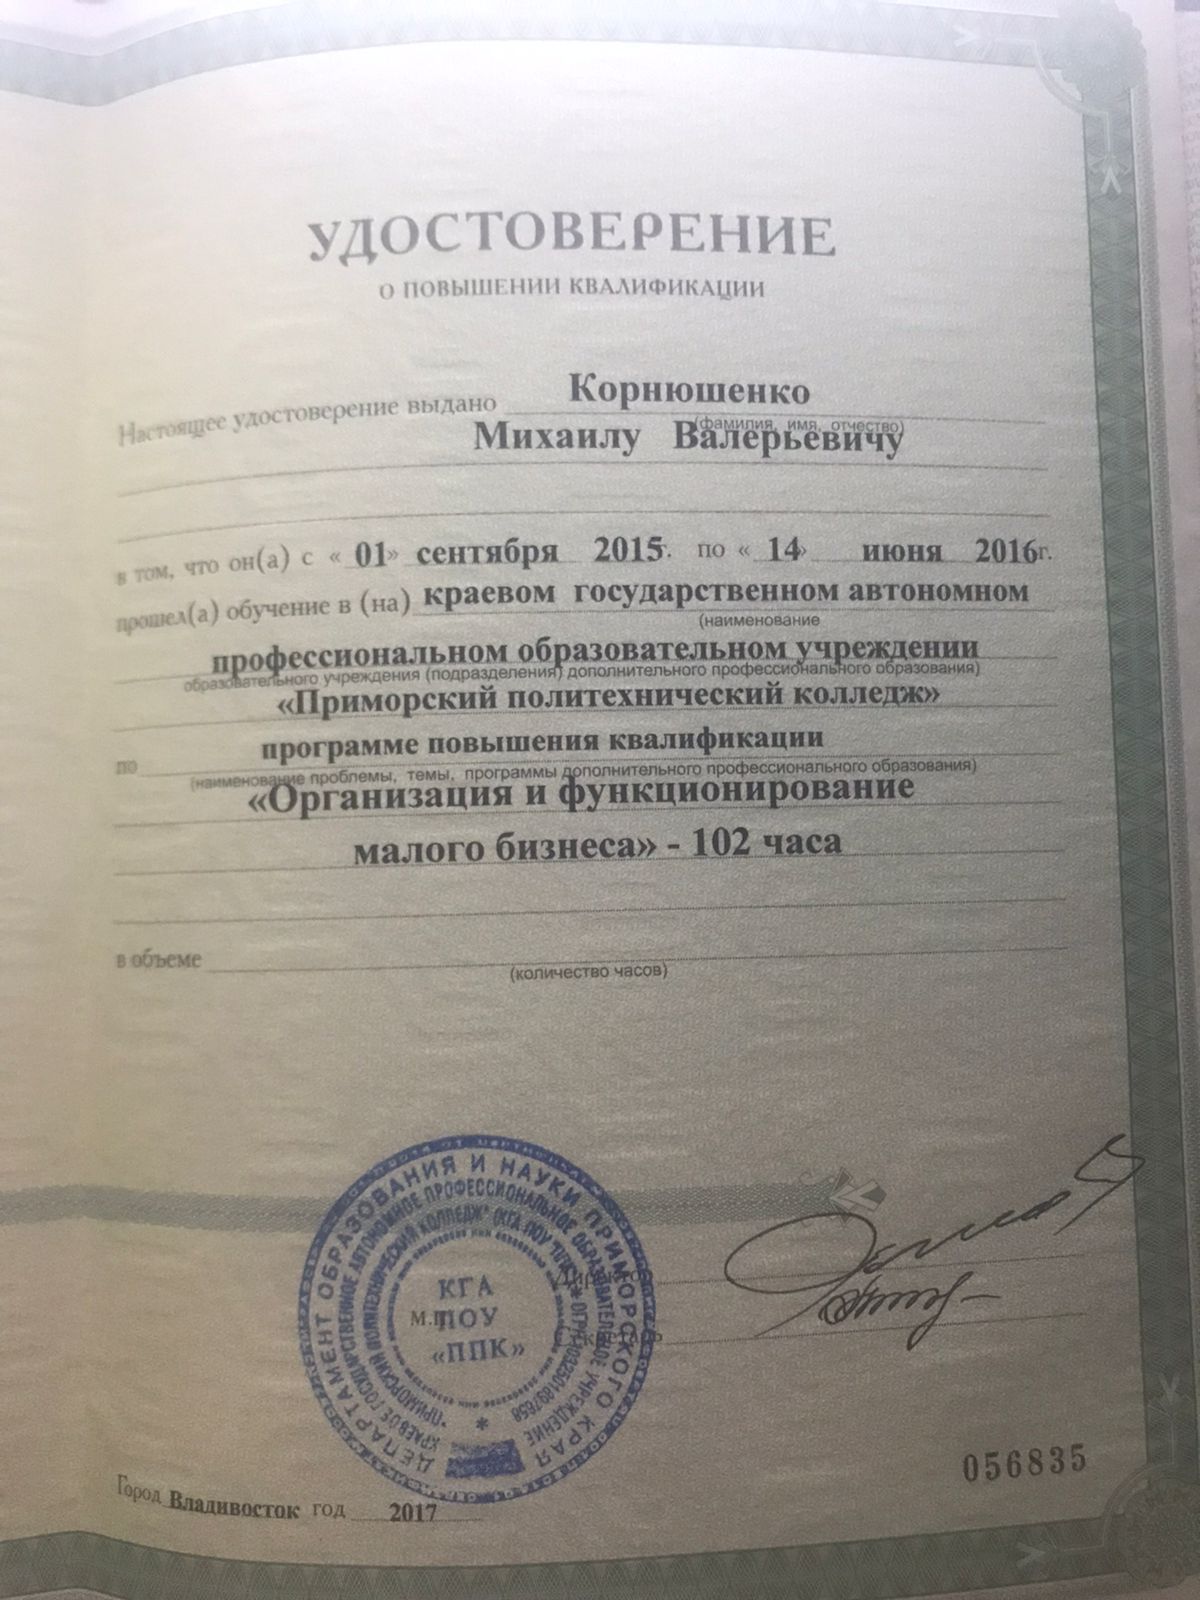 УДОСТОВЕРЕНИЕ
О ПОВЫШЕНИИ КВАЛИФИКАЦИИ
Настоящее удостоверение выдано Корнюшенко
(фамилия, имя, отчество)
Михаилу Валерьевичу
в том, что он(а) с « 01» сентября 2015г. по « 14» июня 2016г.
прошел(а) обучение в (на) краевом государственном автономном
(наименование
профессиональном образовательном учреждении
образовательного учреждения (подразделения) дополнительного профессионального образования)
«Приморский политехнический колледж»
по программе повышения квалификации
(наименование проблемы, темы, программы дополнительного профессионального образования)
«Организация и функционирование
малого бизнеса» - 102 часа
в объеме
(количество часов)
ДЕПАРТАМЕНТ ОБРАЗОВАНИЯ И НАУКИ ПРИМОРСКОГО КРАЯ
КРАЕВОЕ ГОСУДАРСТВЕННОЕ АВТОНОМНОЕ ПРОФЕССИОНАЛЬНОЕ ОБРАЗОВАТЕЛЬНОЕ УЧРЕЖДЕНИЕ
"ПРИМОРСКИЙ ПОЛИТЕХНИЧЕСКИЙ КОЛЛЕДЖ" (КГА ПОУ "ППК") * ОГРН
КГА
ПОУ
«ППК»
М.П.
Директор
Секретарь
056835
Город Владивосток год 2017